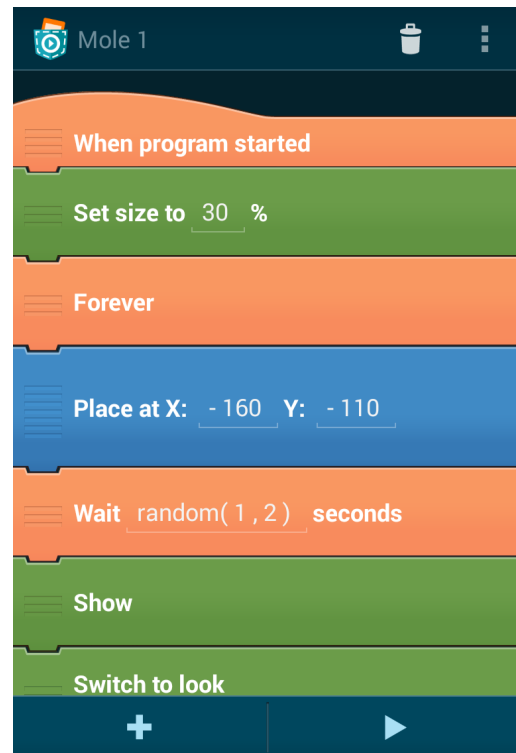 Mole 1
When program started
Set size to 30 %
Forever
Place at X: - 160 Y: - 110
Wait random( 1 , 2 ) seconds
Show
Switch to look